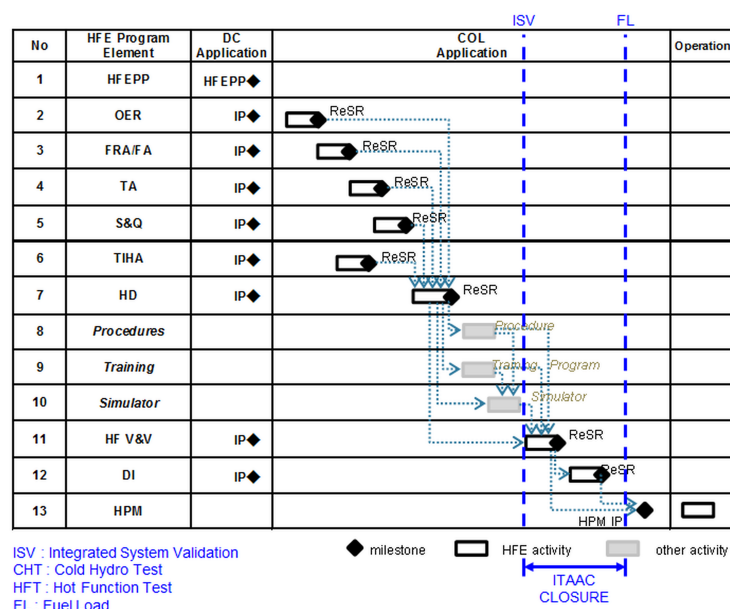 ISV FL
No HFE Program Element DC Application COL Application Operation
1 HFEPP HFEPP◆
2 OER IP◆ ReSR
3 FRA/FA IP◆ ReSR
4 TA IP◆ ReSR
5 S&Q IP◆ ReSR
6 TIHA IP◆ ReSR
7 HD IP◆ ReSR
8 Procedures Procedure
9 Training Training Program
10 Simulator Simulator
11 HF V&V IP◆ ReSR
12 DI IP◆ ReSR
13 HPM HPM IP
ISV : Integrated System Validation
CHT : Cold Hydro Test
HFT : Hot Function Test
FL : Fuel Load
milestone HFE activity other activity
ITAAC
CLOSURE